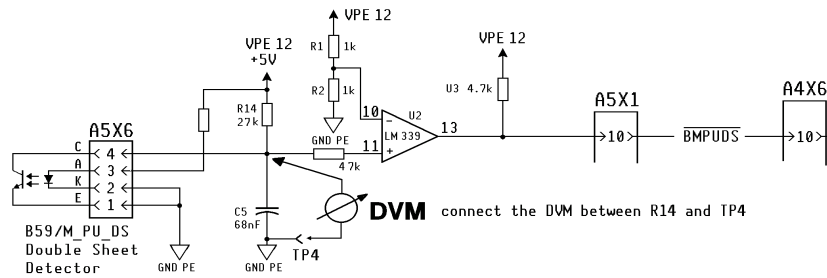 VPE 12
R1 1k
R2 1k
GND PE
VPE 12
+5V
R14
27k
A5X6
C 4
A 3
K 2
E 1
B59/M_PU_DS
Double Sheet
Detector
GND PE
C5
68nF
GND PE
TP4
47k
10 -
11 +
U2
LM 339
13
VPE 12
U3 4.7k
A5X1
10
BMPUDS
A4X6
10
DVM connect the DVM between R14 and TP4